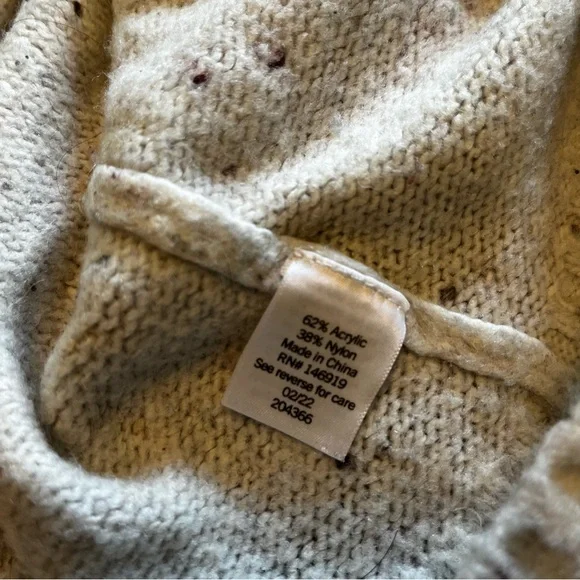 62% Acrylic
38% Nylon
Made in China
RN# 146919
See reverse for care
02/22
204366